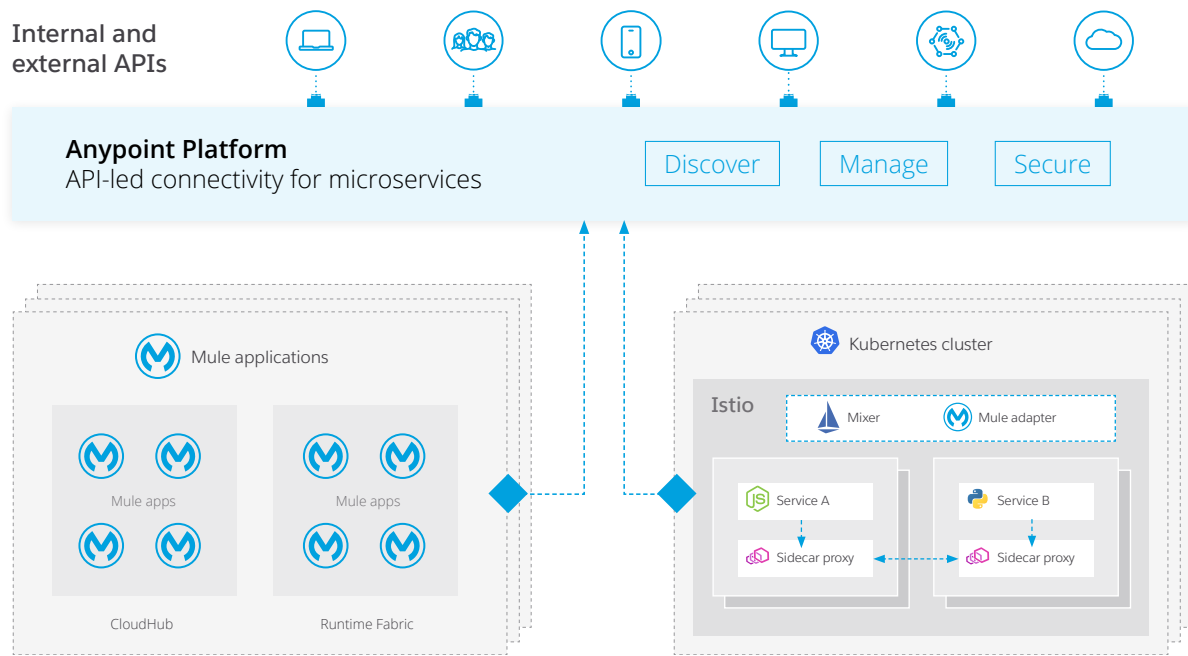 Internal and
external APIs
Anypoint Platform
API-led connectivity for microservices
Discover
Manage
Secure
Mule applications
Mule apps
Mule apps
CloudHub
Runtime Fabric
Kubernetes cluster
Istio
Mixer
Mule adapter
JS
Service A
Service B
Sidecar proxy
Sidecar proxy